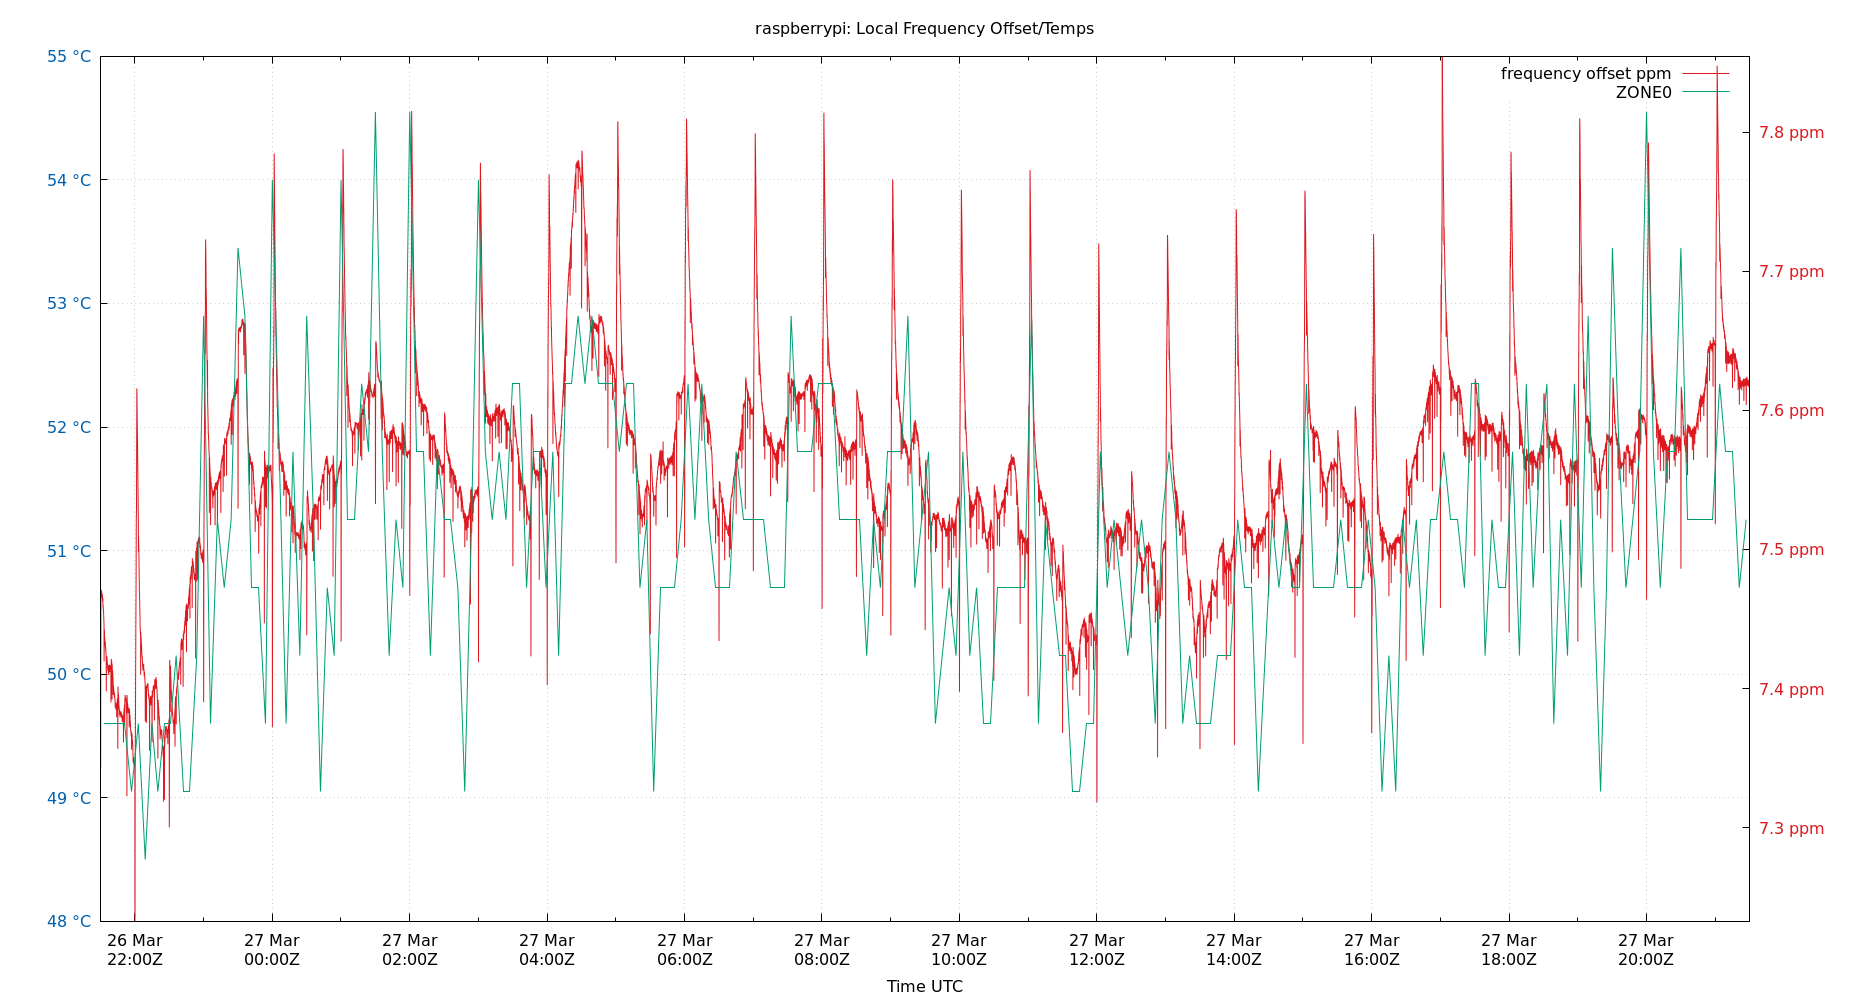 raspberrypi: Local Frequency Offset/Temps
55 °C
54 °C
53 °C
52 °C
51 °C
50 °C
49 °C
48 °C
frequency offset ppm
ZONE0
7.8 ppm
7.7 ppm
7.6 ppm
7.5 ppm
7.4 ppm
7.3 ppm
26 Mar 27 Mar 27 Mar 27 Mar 27 Mar 27 Mar 27 Mar 27 Mar 27 Mar 27 Mar 27 Mar 27 Mar
22:00Z 00:00Z 02:00Z 04:00Z 06:00Z 08:00Z 10:00Z 12:00Z 14:00Z 16:00Z 18:00Z 20:00Z
Time UTC